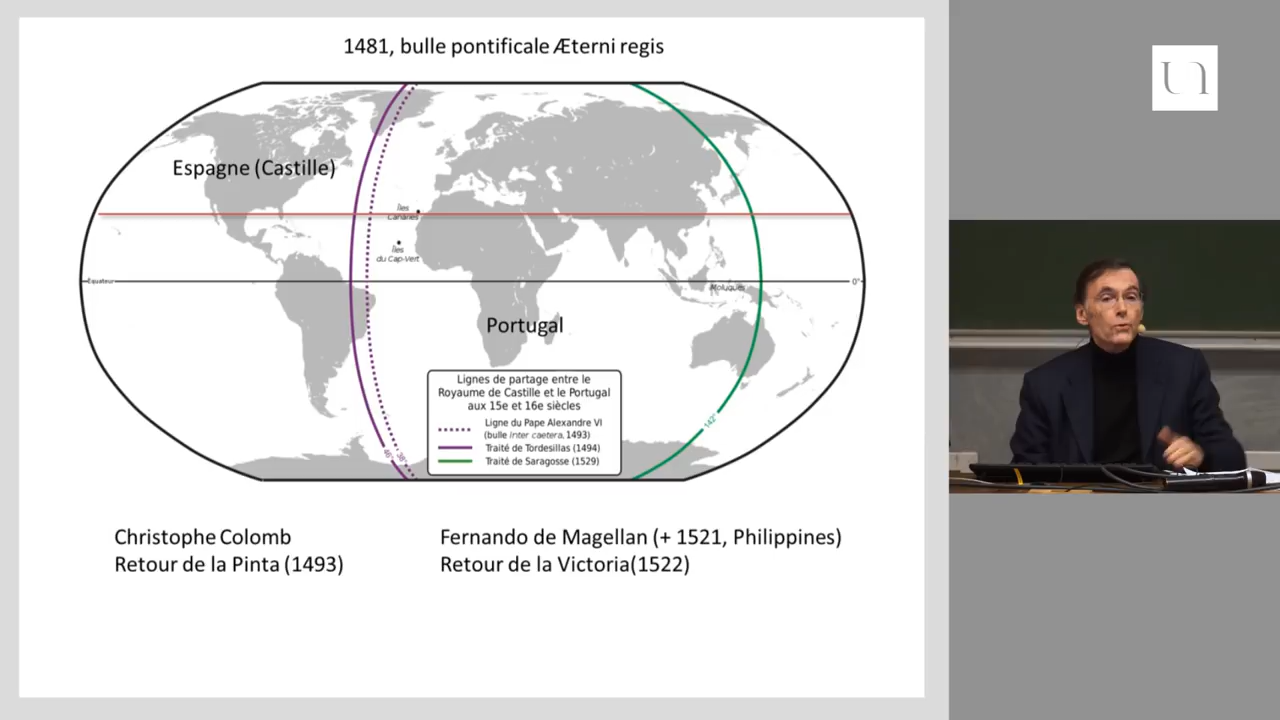 1481, bulle pontificale Æterni regis
Espagne (Castille)
Îles
Canaries
Îles
du Cap-Vert
Équateur
0°
Moluques
Portugal
Lignes de partage entre le
Royaume de Castille et le Portugal
aux 15e et 16e siècles
Ligne du Pape Alexandre VI
(bulle Inter caetera, 1493)
Traité de Tordesillas (1494)
Traité de Saragosse (1529)
142°
46°
38°
Christophe Colomb
Retour de la Pinta (1493)
Fernando de Magellan (+ 1521, Philippines)
Retour de la Victoria(1522)